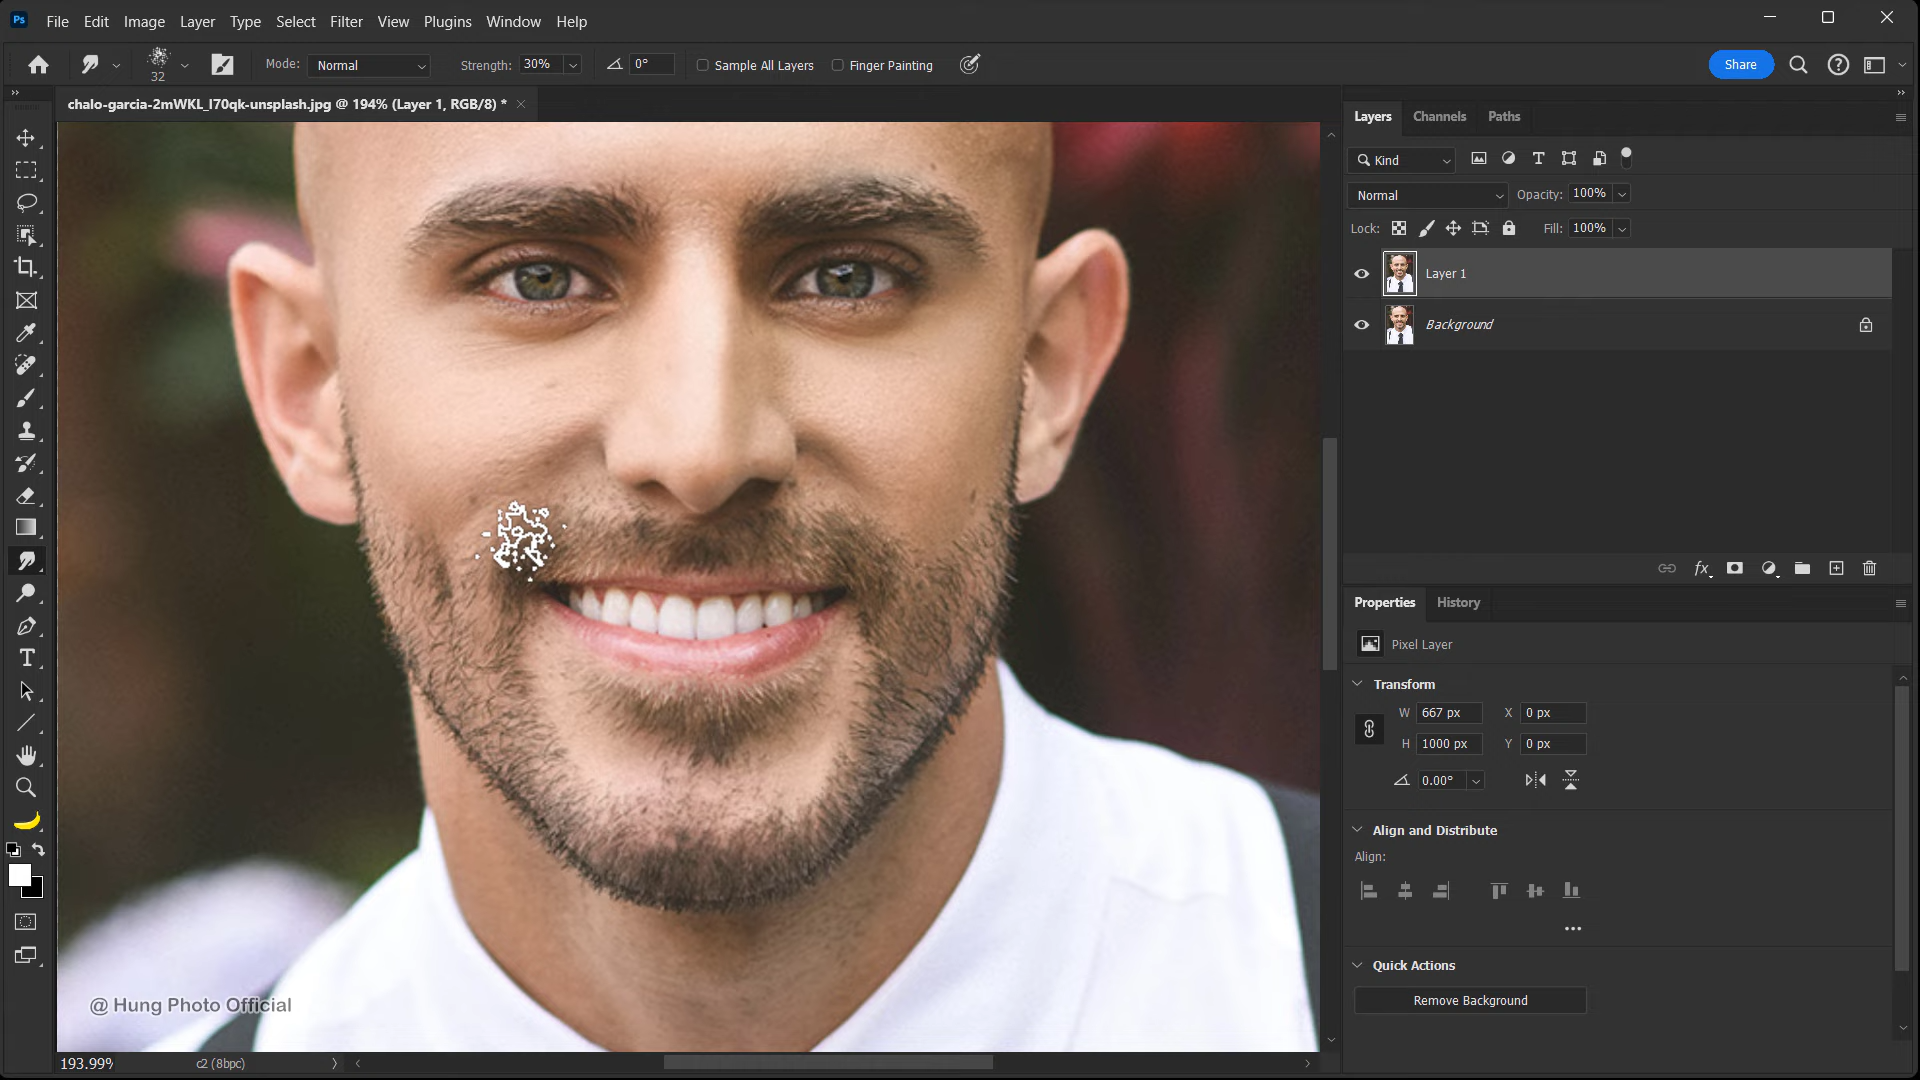 Ps File Edit Image Layer Type Select Filter View Plugins Window Help
32 Mode: Normal Strength: 30% 0° Sample All Layers Finger Painting Share
chalo-garcia-2mWKL_I70qk-unsplash.jpg @ 194% (Layer 1, RGB/8) *
Layers Channels Paths
Kind
Normal Opacity: 100%
Lock: Fill: 100%
Layer 1
Background
fx
Properties History
Pixel Layer
Transform
W 667 px X 0 px
H 1000 px Y 0 px
0.00°
Align and Distribute
Align:
Quick Actions
Remove Background
@ Hung Photo Official
193.99% c2 (8bpc)